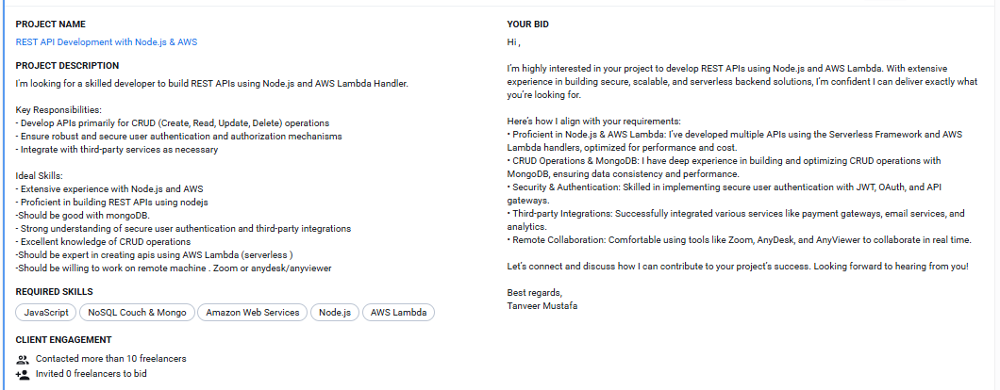 PROJECT NAME
REST API Development with Node.js & AWS
PROJECT DESCRIPTION
I'm looking for a skilled developer to build REST APIs using Node.js and AWS Lambda Handler.
Key Responsibilities:
- Develop APIs primarily for CRUD (Create, Read, Update, Delete) operations
- Ensure robust and secure user authentication and authorization mechanisms
- Integrate with third-party services as necessary
Ideal Skills:
- Extensive experience with Node.js and AWS
- Proficient in building REST APIs using nodejs
-Should be good with mongoDB.
- Strong understanding of secure user authentication and third-party integrations
- Excellent knowledge of CRUD operations
-Should be expert in creating apis using AWS Lambda (serverless )
-Should be willing to work on remote machine . Zoom or anydesk/anyviewer
REQUIRED SKILLS
JavaScript
NoSQL Couch & Mongo
Amazon Web Services
Node.js
AWS Lambda
CLIENT ENGAGEMENT
Contacted more than 10 freelancers
Invited 0 freelancers to bid
YOUR BID
Hi ,
I'm highly interested in your project to develop REST APIs using Node.js and AWS Lambda. With extensive
experience in building secure, scalable, and serverless backend solutions, I'm confident I can deliver exactly what
you're looking for.
Here's how I align with your requirements:
• Proficient in Node.js & AWS Lambda: I've developed multiple APIs using the Serverless Framework and AWS
Lambda handlers, optimized for performance and cost.
• CRUD Operations & MongoDB: I have deep experience in building and optimizing CRUD operations with
MongoDB, ensuring data consistency and performance.
• Security & Authentication: Skilled in implementing secure user authentication with JWT, OAuth, and API
gateways.
• Third-party Integrations: Successfully integrated various services like payment gateways, email services, and
analytics.
• Remote Collaboration: Comfortable using tools like Zoom, AnyDesk, and AnyViewer to collaborate in real time.
Let's connect and discuss how I can contribute to your project's success. Looking forward to hearing from you!
Best regards,
Tanveer Mustafa